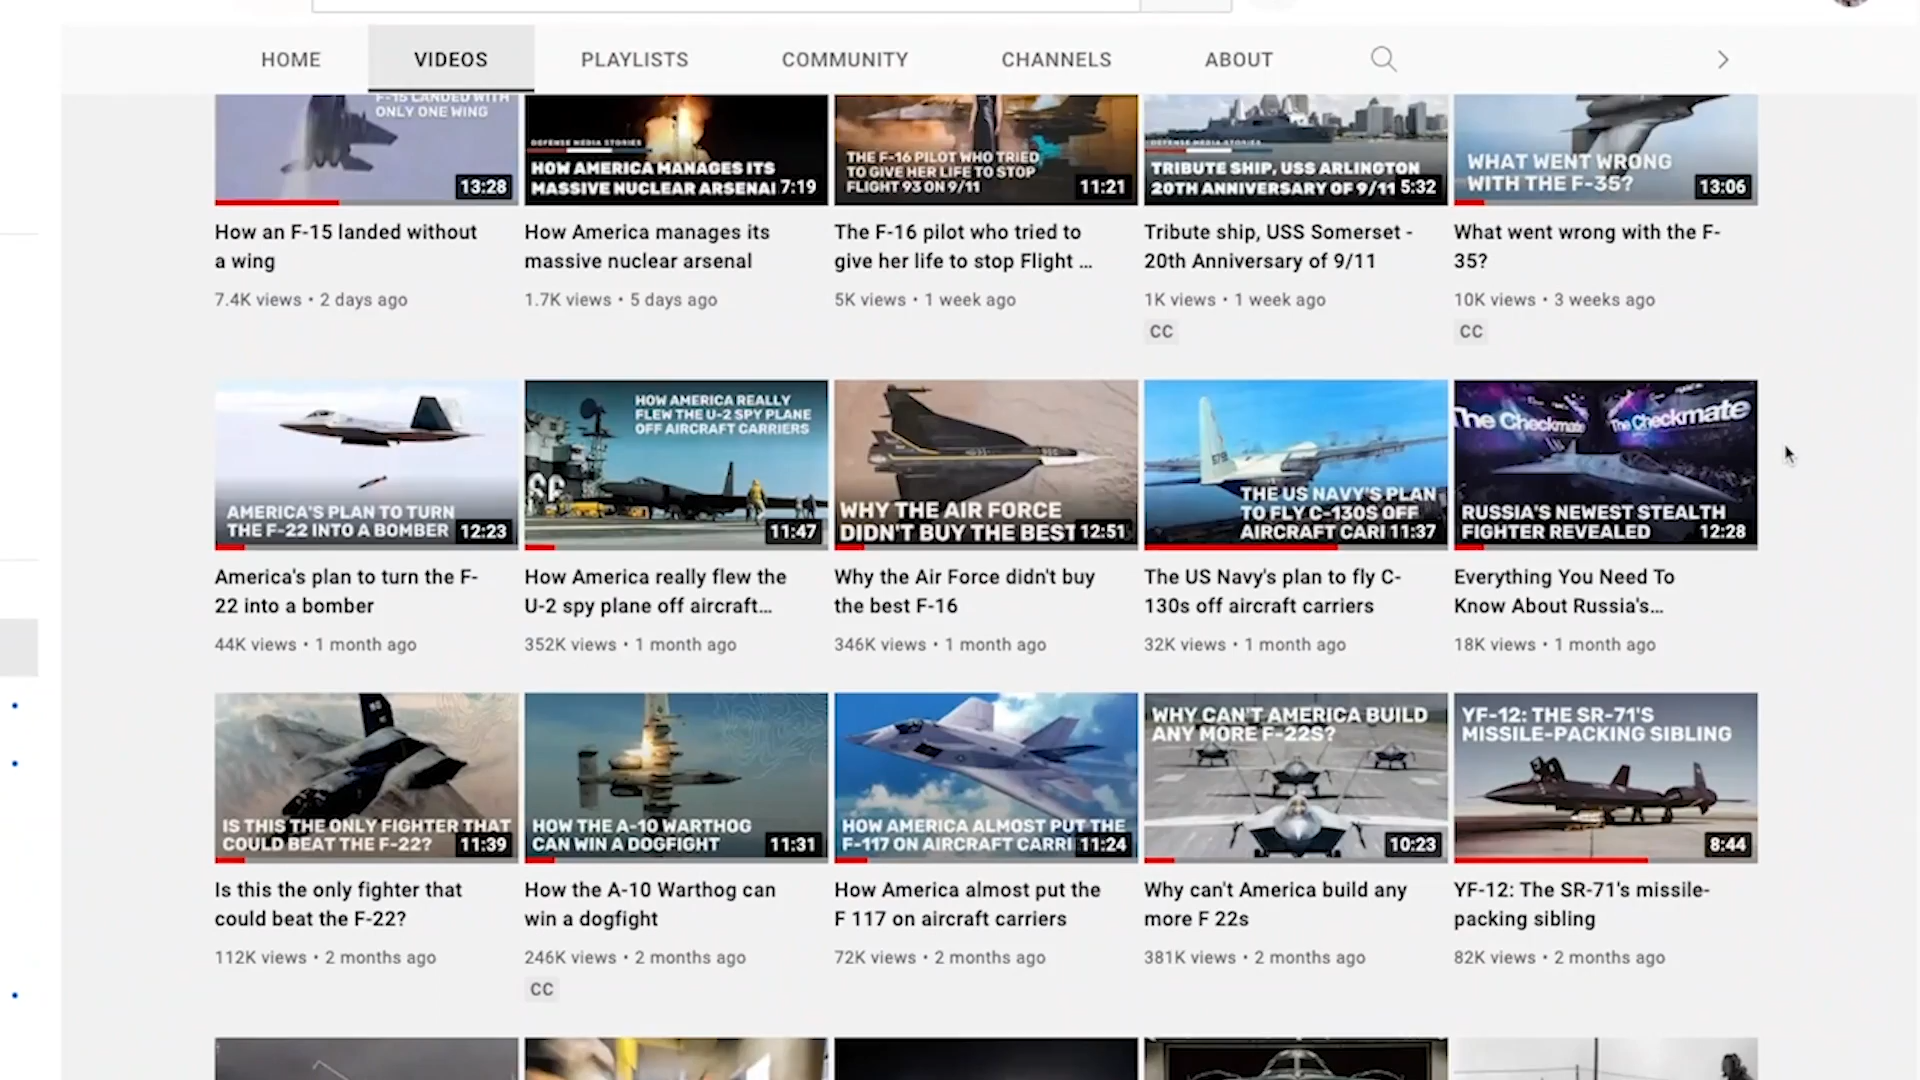 HOME VIDEOS PLAYLISTS COMMUNITY CHANNELS ABOUT
F-15 LANDED WITH
ONLY ONE WING
13:28
DEFENSE MEDIA STORIES
HOW AMERICA MANAGES ITS
MASSIVE NUCLEAR ARSENAL 7:19
THE F-16 PILOT WHO TRIED
TO GIVE HER LIFE TO STOP
FLIGHT 93 ON 9/11
11:21
DEFENSE MEDIA STORIES
TRIBUTE SHIP, USS ARLINGTON
20TH ANNIVERSARY OF 9/11 5:32
WHAT WENT WRONG
WITH THE F-35?
13:06
How an F-15 landed without
a wing
7.4K views • 2 days ago
How America manages its
massive nuclear arsenal
1.7K views • 5 days ago
The F-16 pilot who tried to
give her life to stop Flight ...
5K views • 1 week ago
Tribute ship, USS Somerset -
20th Anniversary of 9/11
1K views • 1 week ago
CC
What went wrong with the F-
35?
10K views • 3 weeks ago
CC
AMERICA'S PLAN TO TURN
THE F-22 INTO A BOMBER 12:23
HOW AMERICA REALLY
FLEW THE U-2 SPY PLANE
OFF AIRCRAFT CARRIERS
66
11:47
WHY THE AIR FORCE
DIDN'T BUY THE BEST 12:51
THE US NAVY'S PLAN
TO FLY C-130S OFF
AIRCRAFT CARRI 11:37
The Checkmate The Checkmate
RUSSIA'S NEWEST STEALTH
FIGHTER REVEALED 12:28
America's plan to turn the F-
22 into a bomber
44K views • 1 month ago
How America really flew the
U-2 spy plane off aircraft...
352K views • 1 month ago
Why the Air Force didn't buy
the best F-16
346K views • 1 month ago
The US Navy's plan to fly C-
130s off aircraft carriers
32K views • 1 month ago
Everything You Need To
Know About Russia's...
18K views • 1 month ago
IS THIS THE ONLY FIGHTER THAT
COULD BEAT THE F-22? 11:39
HOW THE A-10 WARTHOG
CAN WIN A DOGFIGHT 11:31
HOW AMERICA ALMOST PUT THE
F-117 ON AIRCRAFT CARRI 11:24
WHY CAN'T AMERICA BUILD
ANY MORE F-22S?
10:23
YF-12: THE SR-71'S
MISSILE-PACKING SIBLING
8:44
Is this the only fighter that
could beat the F-22?
112K views • 2 months ago
How the A-10 Warthog can
win a dogfight
246K views • 2 months ago
CC
How America almost put the
F 117 on aircraft carriers
72K views • 2 months ago
Why can't America build any
more F 22s
381K views • 2 months ago
YF-12: The SR-71's missile-
packing sibling
82K views • 2 months ago